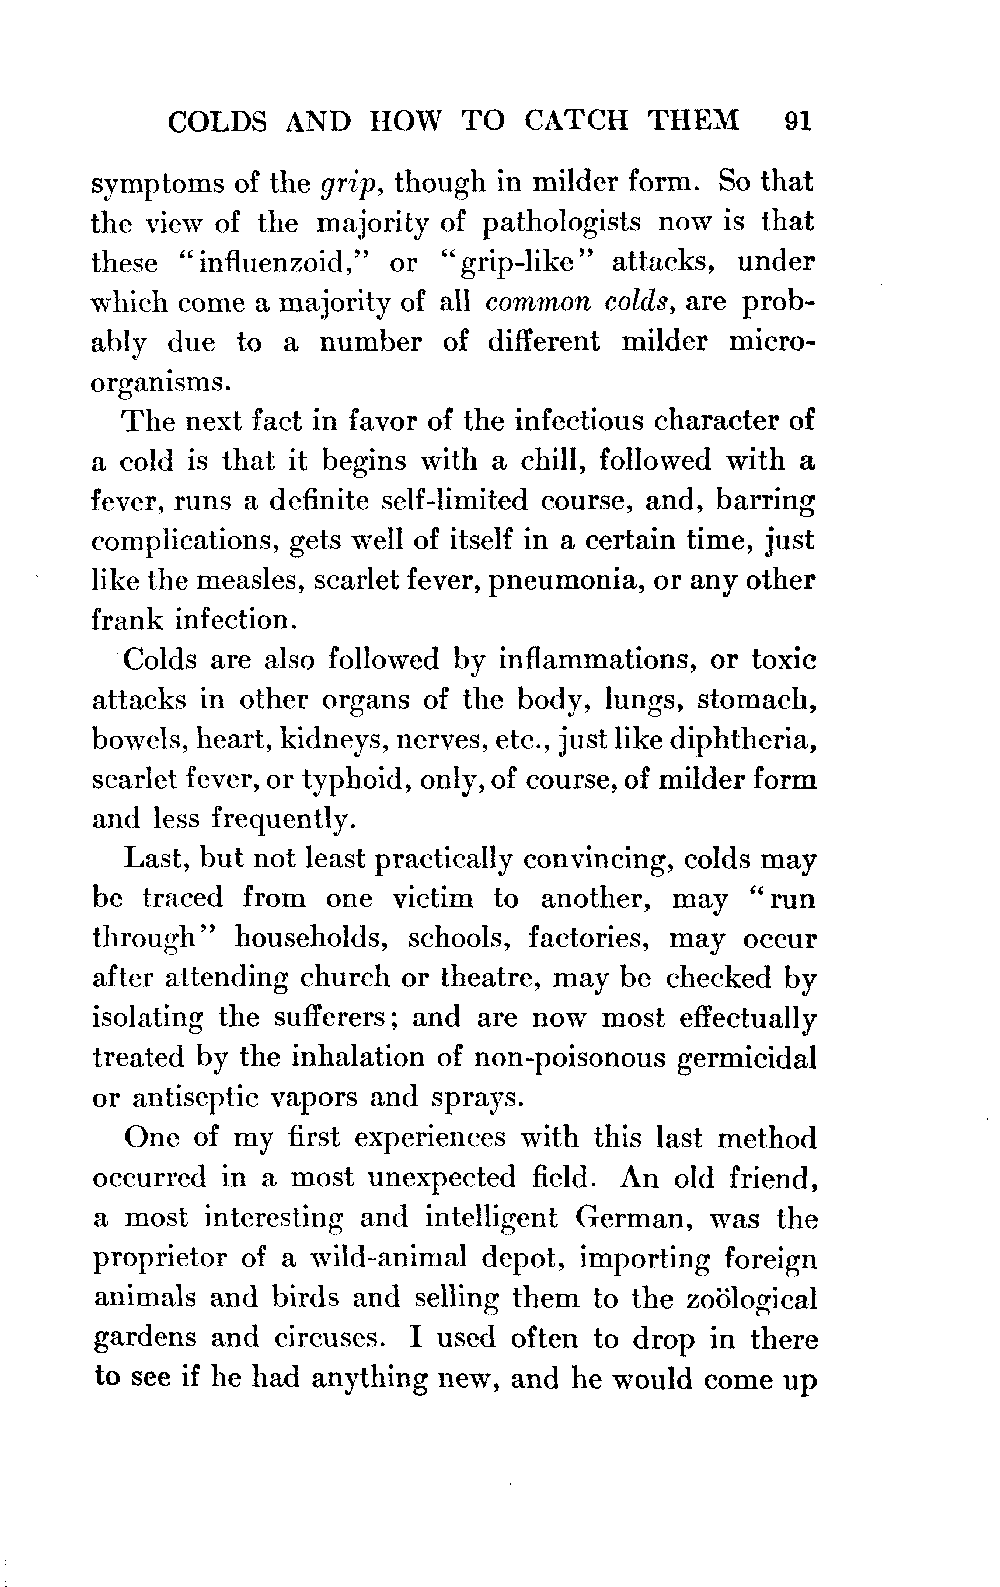 COLDS AND HOW TO CATCH THEM 91
symptoms of the grip, though in milder form. So that
the view of the majority of pathologists now is that
these "influenzoid," or "grip-like" attacks, under
which come a majority of all common colds, are prob-
ably due to a number of different milder micro-
organisms.
The next fact in favor of the infectious character of
a cold is that it begins with a chill, followed with a
fever, runs a definite self-limited course, and, barring
complications, gets well of itself in a certain time, just
like the measles, scarlet fever, pneumonia, or any other
frank infection.
Colds are also followed by inflammations, or toxic
attacks in other organs of the body, lungs, stomach,
bowels, heart, kidneys, nerves, etc., just like diphtheria,
scarlet fever, or typhoid, only, of course, of milder form
and less frequently.
Last, but not least practically convincing, colds may
be traced from one victim to another, may "run
through" households, schools, factories, may occur
after attending church or theatre, may be checked by
isolating the sufferers; and are now most effectually
treated by the inhalation of non-poisonous germicidal
or antiseptic vapors and sprays.
One of my first experiences with this last method
occurred in a most unexpected field. An old friend,
a most interesting and intelligent German, was the
proprietor of a wild-animal depot, importing foreign
animals and birds and selling them to the zoölogical
gardens and circuses. I used often to drop in there
to see if he had anything new, and he would come up